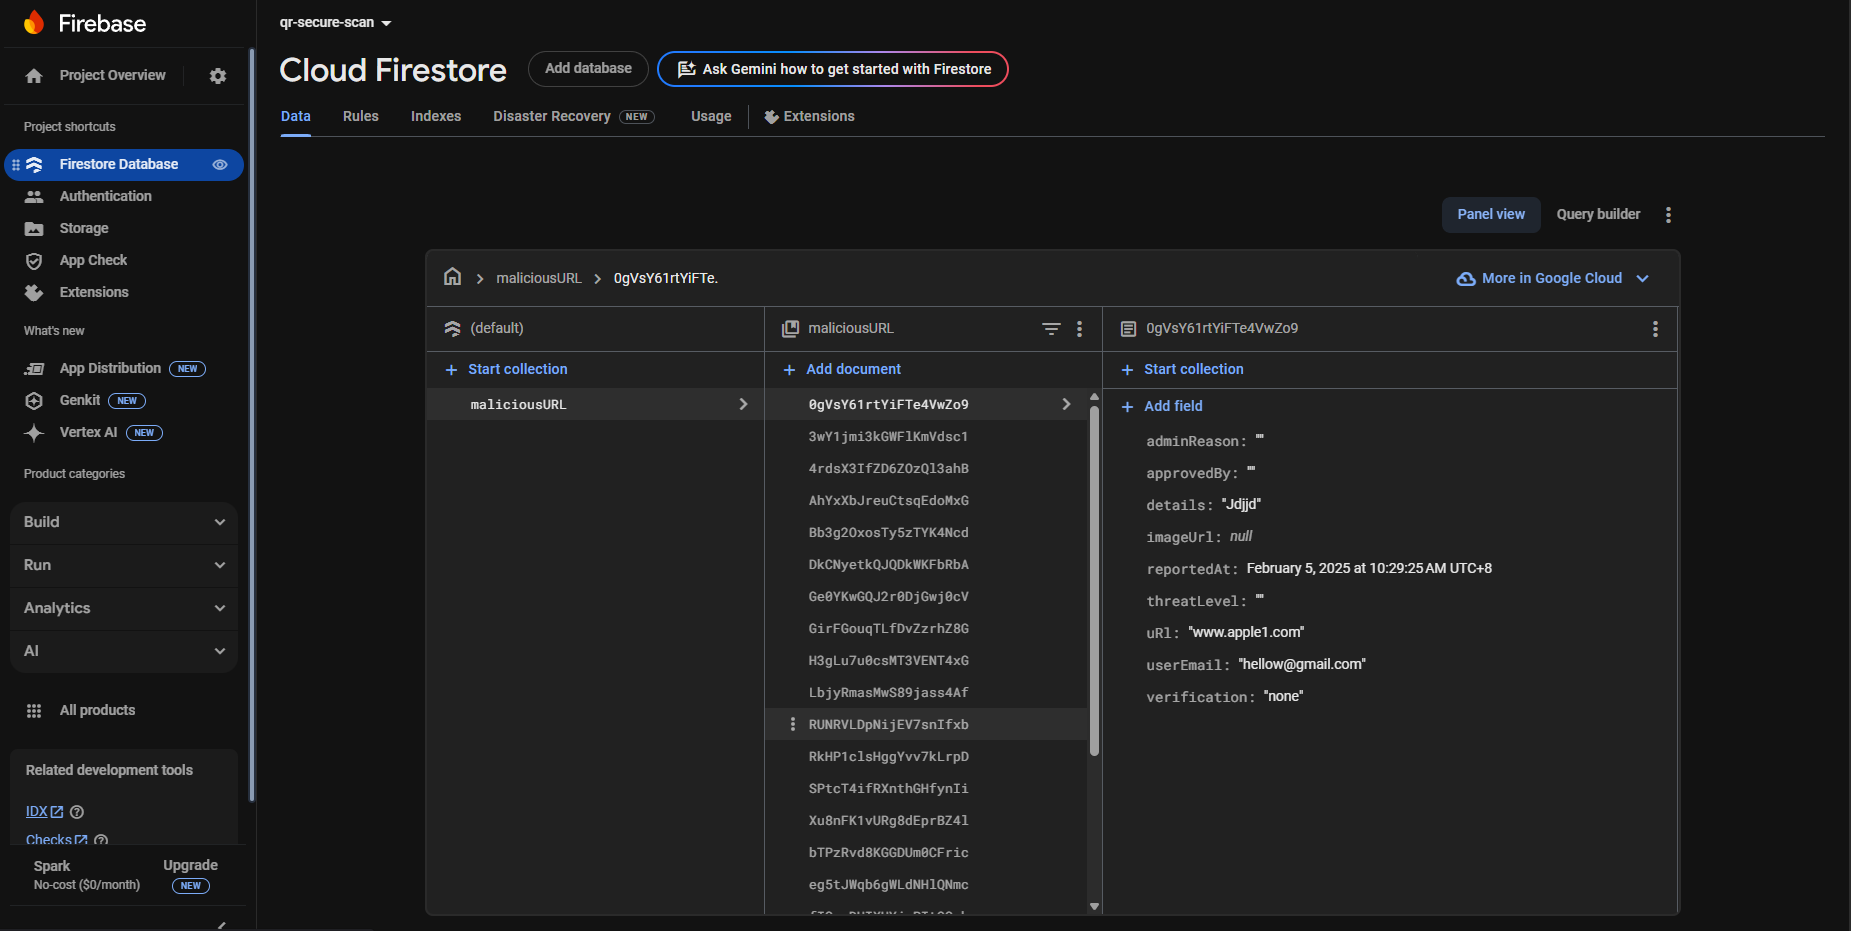 Firebase
Project Overview
Project shortcuts
Firestore Database
Authentication
Storage
App Check
Extensions
What's new
App Distribution NEW
Genkit NEW
Vertex AI NEW
Product categories
Build
Run
Analytics
AI
All products
Related development tools
IDX
Checks
Spark
No-cost ($0/month)
Upgrade
NEW
qr-secure-scan
Cloud Firestore
Add database
Ask Gemini how to get started with Firestore
Data Rules Indexes Disaster Recovery NEW Usage Extensions
Panel view Query builder
maliciousURL 0gVsY61rtYiFTe.
More in Google Cloud
(default)
Start collection
maliciousURL
maliciousURL
Add document
0gVsY61rtYiFTe4VwZo9
3wY1jmi3kGWFlKmVdsc1
4rdsX3IfZD6ZOzQl3ahB
AhYxXbJreuCtsqEdoMxG
Bb3g2OxosTy5zTYK4Ncd
DkCNyetkQJQDkWKFbRbA
Ge0YKwGQJ2r0DjGwj0cV
GirFGouqTLfDvZzrhZ8G
H3gLu7u0csMT3VENT4xG
LbjyRmasMwS89jass4Af
RUNRVLDpNijEV7snIfxb
RkHP1clsHggYvv7kLrpD
SPtcT4ifRXnthGHfynIi
Xu8nFK1vURg8dEprBZ4l
bTPzRvd8KGGDUm0CFric
eg5tJWqb6gWLdNHlQNmc
0gVsY61rtYiFTe4VwZo9
Start collection
Add field
adminReason: ""
approvedBy: ""
details: "Jdjjd"
imageUrl: null
reportedAt: February 5, 2025 at 10:29:25 AM UTC+8
threatLevel: ""
uRl: "www.apple1.com"
userEmail: "hellow@gmail.com"
verification: "none"